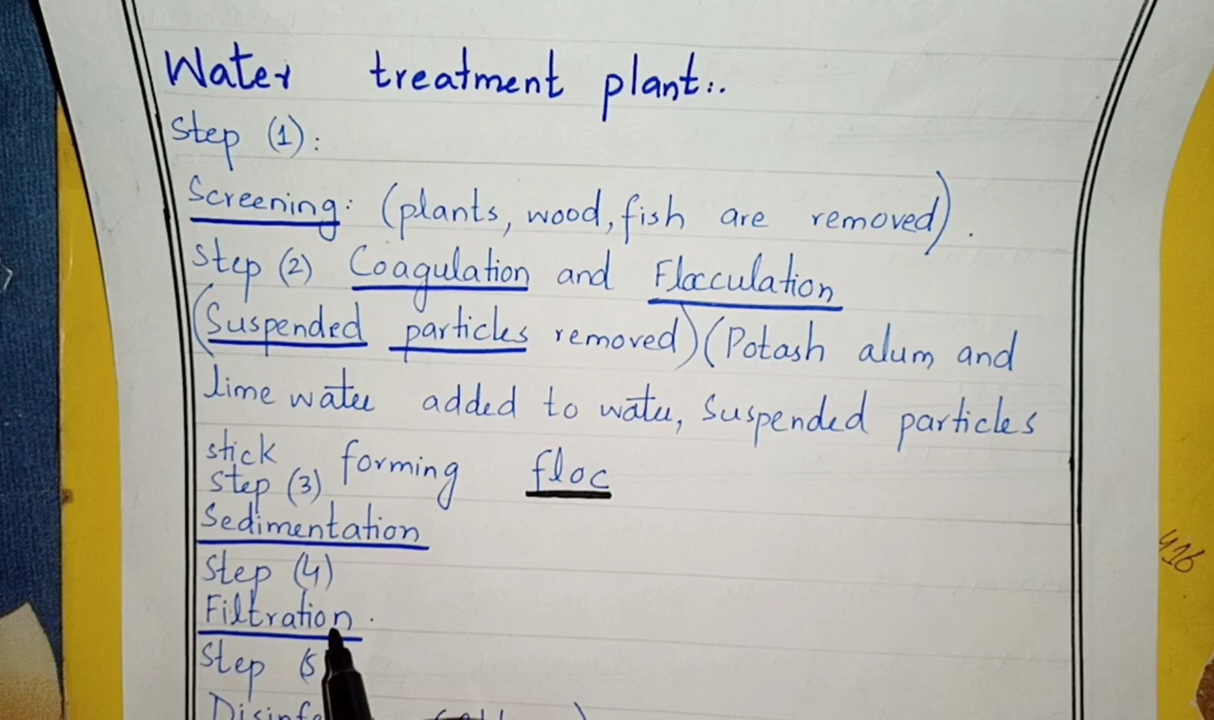 Water treatment plant:.
Step (1):
Screening: (plants, wood, fish are removed).
Step (2) Coagulation and Flocculation
(Suspended particles removed) (Potash alum and
lime water added to water, Suspended particles
stick forming floc
Step (3)
Sedimentation
Step (4)
Filtration.
Step (5
416